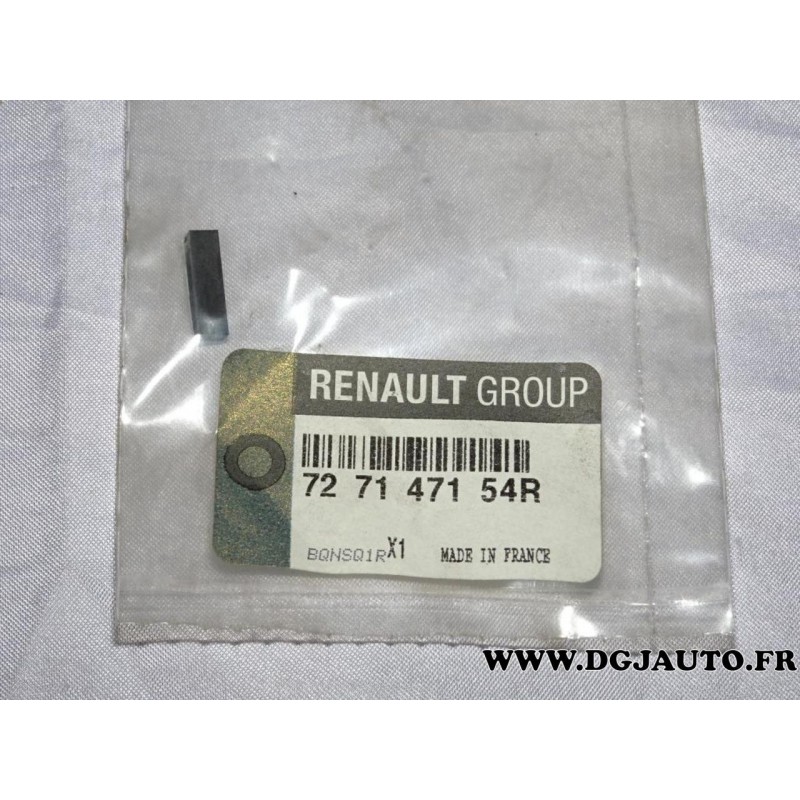 RENAULT GROUP
72 71 471 54R
BQNSQ1R X1 MADE IN FRANCE
WWW.DGJAUTO.FR